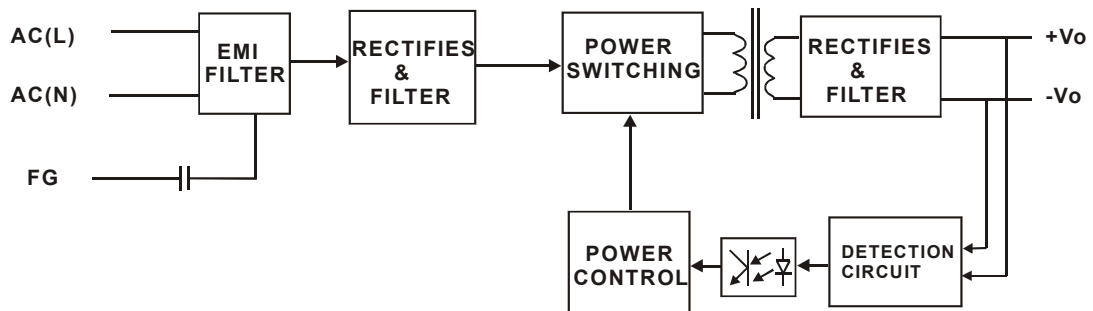 AC(L)
AC(N)
FG
EMI
FILTER
RECTIFIES
&
FILTER
POWER
SWITCHING
RECTIFIES
&
FILTER
+Vo
-Vo
POWER
CONTROL
DETECTION
CIRCUIT